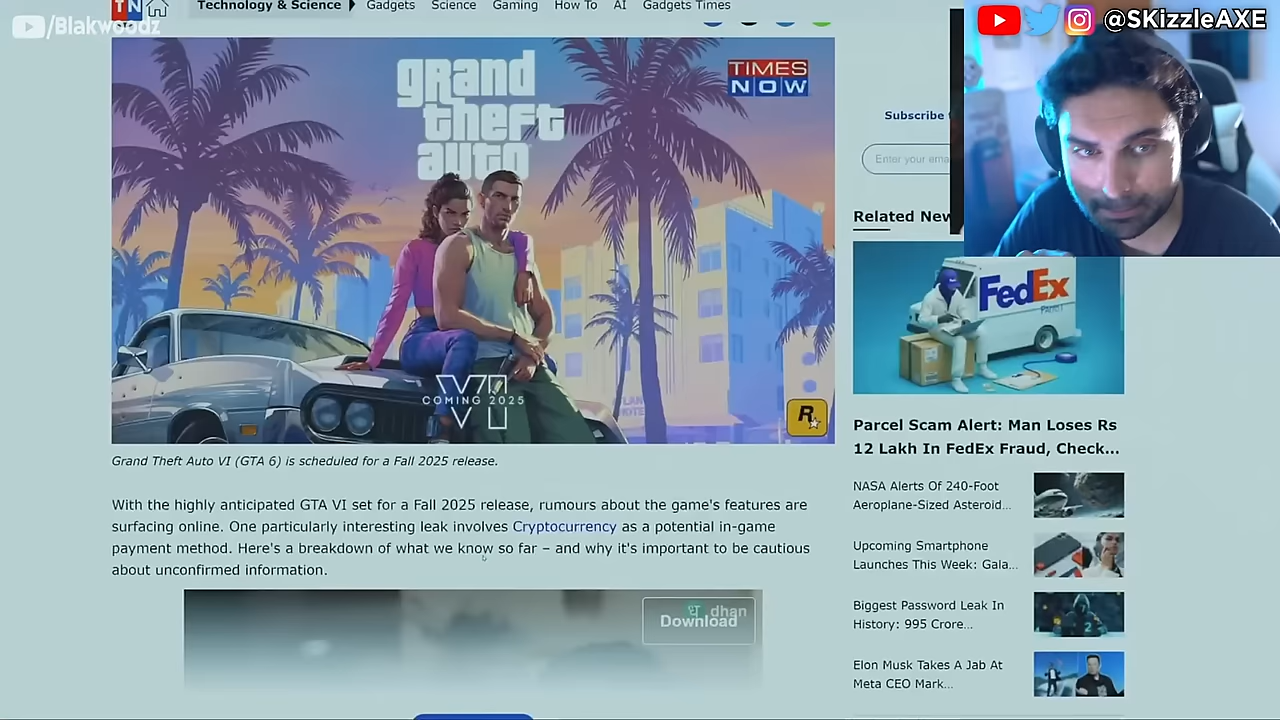 TN
Technology & Science
Gadgets
Science
Gaming
How To
AI
Gadgets Times
/Blakwoodz
@SKizzleAXE
grand
theft
auto
TIMES
NOW
VI
COMING 2025
R
Grand Theft Auto VI (GTA 6) is scheduled for a Fall 2025 release.
With the highly anticipated GTA VI set for a Fall 2025 release, rumours about the game's features are
surfacing online. One particularly interesting leak involves Cryptocurrency as a potential in-game
payment method. Here's a breakdown of what we know so far – and why it's important to be cautious
about unconfirmed information.
ध dhan
Download
Subscribe
Enter your ema
Related New
FedEx
Parcel Scam Alert: Man Loses Rs
12 Lakh In FedEx Fraud, Check...
NASA Alerts Of 240-Foot
Aeroplane-Sized Asteroid...
Upcoming Smartphone
Launches This Week: Gala...
Biggest Password Leak In
History: 995 Crore...
Elon Musk Takes A Jab At
Meta CEO Mark...